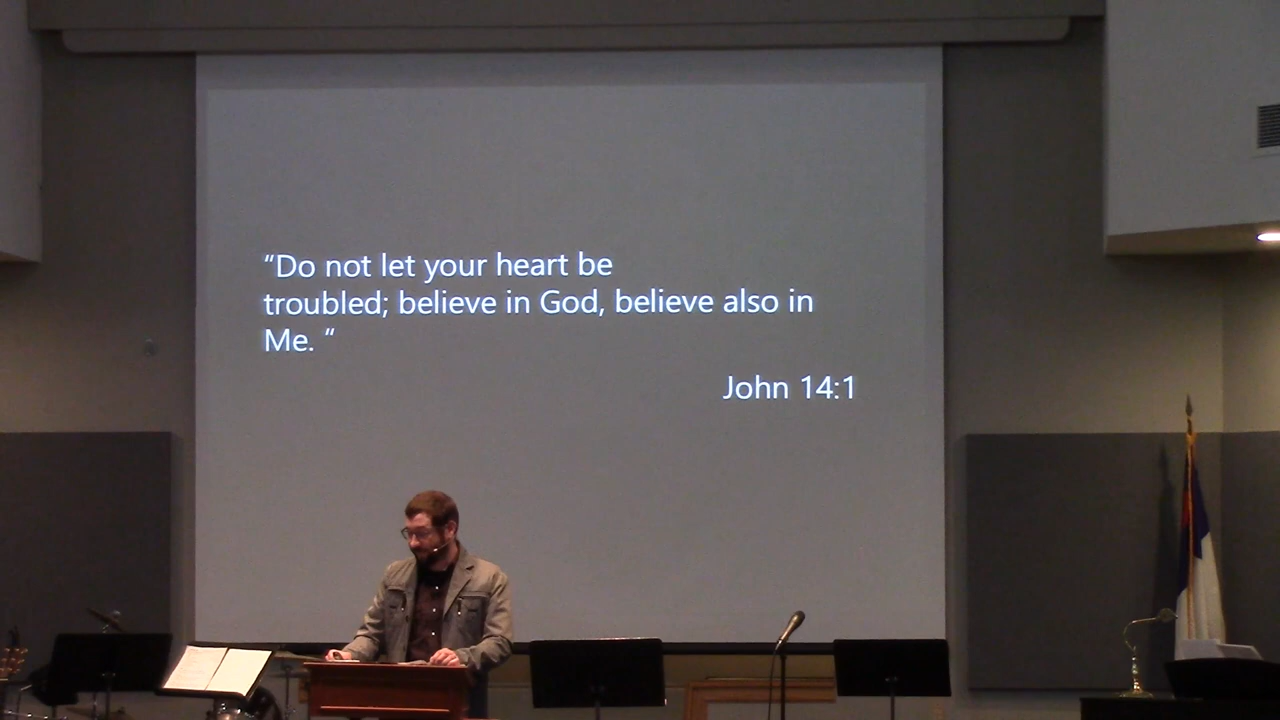 “Do not let your heart be
troubled; believe in God, believe also in
Me. “
John 14:1